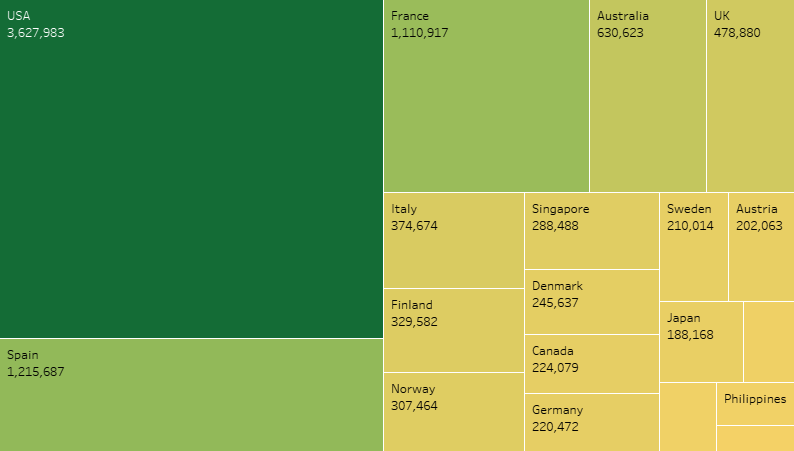 USA
3,627,983
Spain
1,215,687
France
1,110,917
Australia
630,623
UK
478,880
Italy
374,674
Finland
329,582
Norway
307,464
Singapore
288,488
Denmark
245,637
Canada
224,079
Germany
220,472
Sweden
210,014
Austria
202,063
Japan
188,168
Philippines